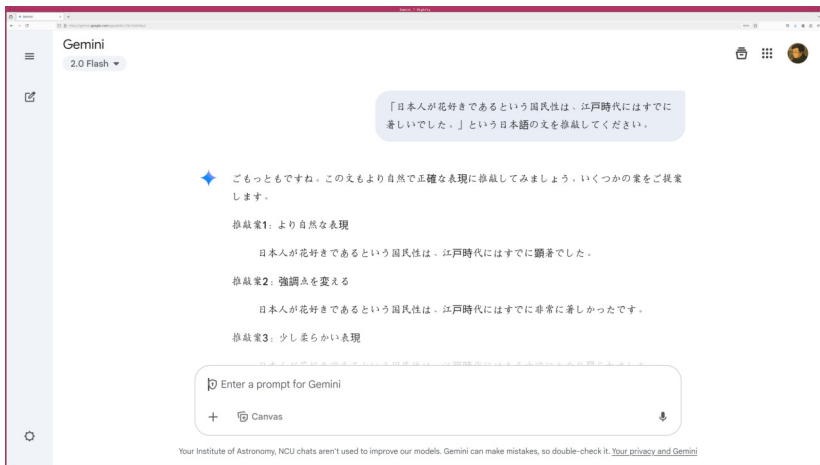 Gemini
2.0 Flash
「日本人が花好きであるという国民性は、江戸時代にはすでに
著しいでした。」という日本語の文を推敲してください。
ごもっともですね。この文もより自然で正確な表現に推敲してみましょう。いくつかの案をご提案
します。
推敲案1: より自然な表現
日本人が花好きであるという国民性は、江戸時代にはすでに顕著でした。
推敲案2: 強調点を変える
日本人が花好きであるという国民性は、江戸時代にはすでに非常に著しかったです。
推敲案3: 少し柔らかい表現
Enter a prompt for Gemini
Canvas
Your Institute of Astronomy, NCU chats aren't used to improve our models. Gemini can make mistakes, so double-check it. Your privacy and Gemini